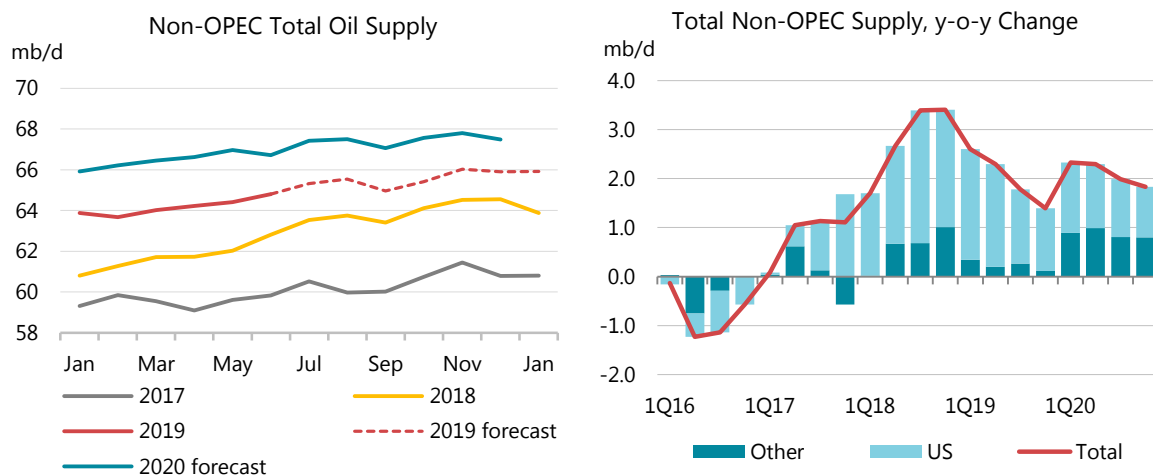 Non-OPEC Total Oil Supply
mb/d
70
68
66
64
62
60
58
Jan Mar May Jul Sep Nov Jan
2017 2018
2019 2019 forecast
2020 forecast
Total Non-OPEC Supply, y-o-y Change
mb/d
4.0
3.0
2.0
1.0
0.0
-1.0
-2.0
1Q16 1Q17 1Q18 1Q19 1Q20
Other US Total